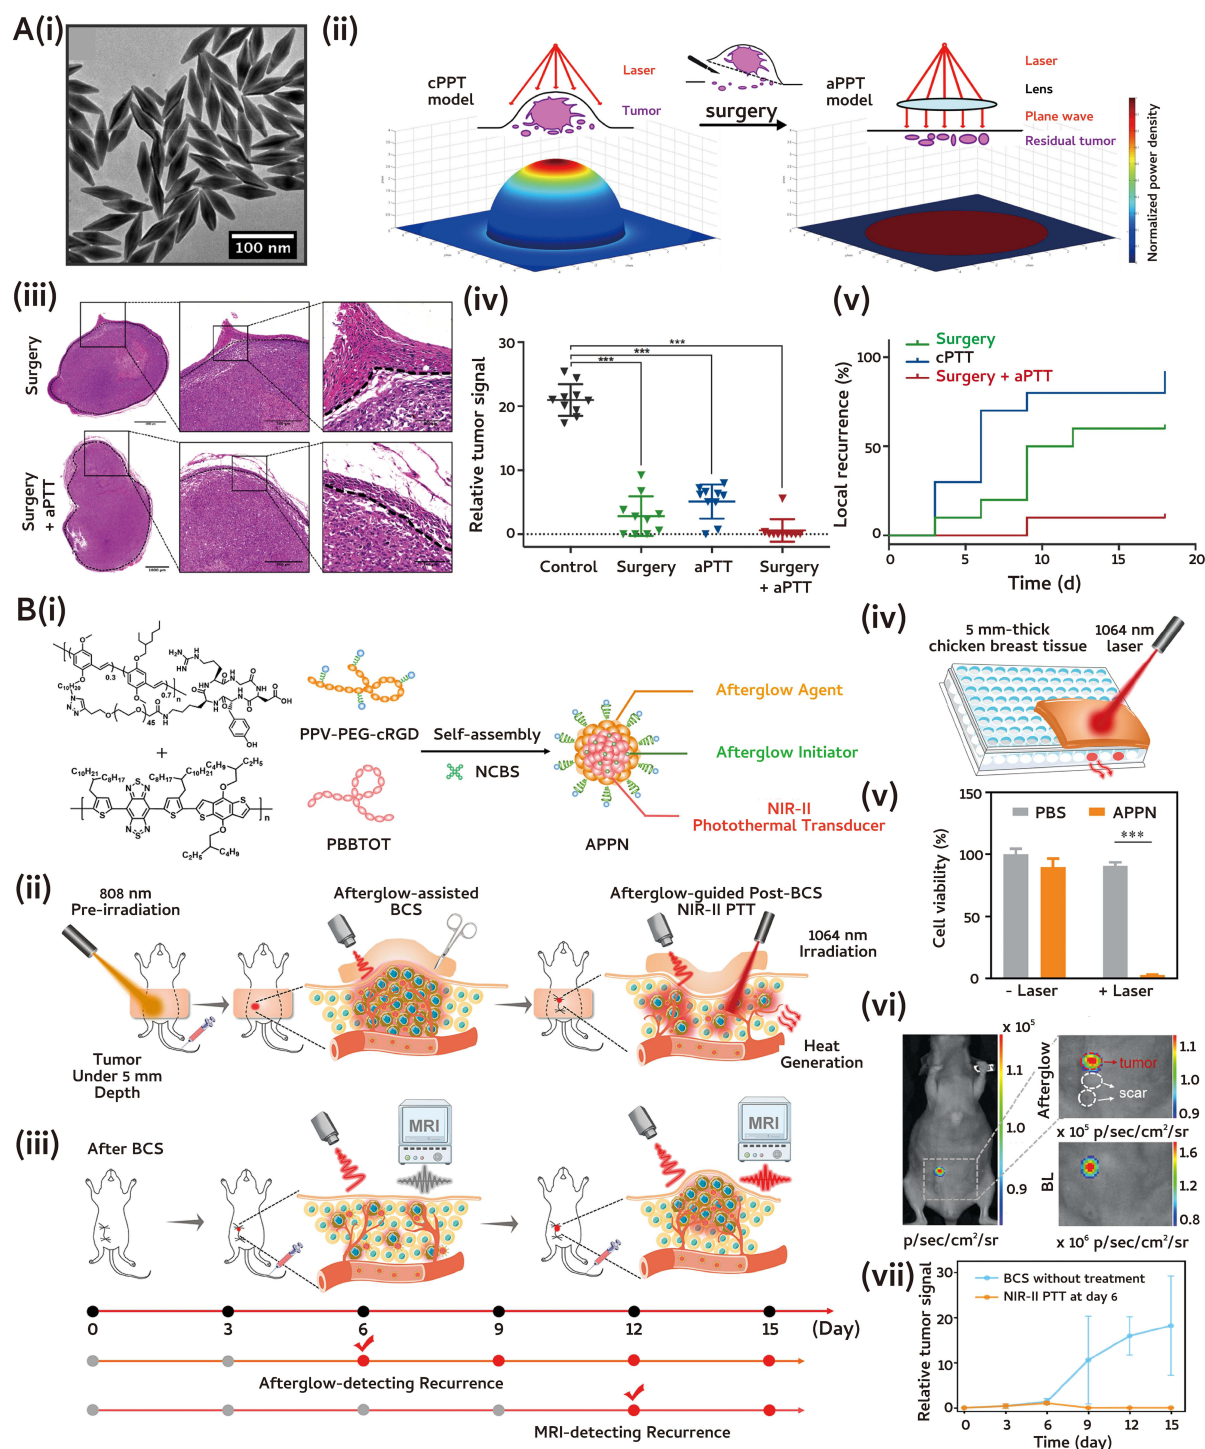 A(i)
100 nm
(ii)
cPPT
model
Laser
Tumor
surgery
aPPT
model
Laser
Lens
Plane wave
Residual tumor
Normalized power density
(iii)
Surgery
Surgery
+ aPTT
(iv)
Relative tumor signal
30
20
10
0
***
***
***
Control
Surgery
aPTT
Surgery
+ aPTT
(v)
Local recurrence (%)
100
50
0
Surgery
cPTT
Surgery + aPTT
0
5
10
15
20
Time (d)
B(i)
PPV-PEG-cRGD
PBBTOT
Self-assembly
NCBS
APPN
Afterglow Agent
Afterglow Initiator
NIR-II
Photothermal Transducer
(ii)
808 nm
Pre-irradiation
Tumor
Under 5 mm
Depth
Afterglow-assisted
BCS
Afterglow-guided Post-BCS
NIR-II PTT
1064 nm
Irradiation
Heat
Generation
(iii)
After BCS
MRI
MRI
0
3
6
9
12
15
(Day)
Afterglow-detecting Recurrence
MRI-detecting Recurrence
(iv)
5 mm-thick
chicken breast tissue
1064 nm
laser
(v)
Cell viability (%)
150
100
50
0
PBS
APPN
***
- Laser
+ Laser
(vi)
x 10⁵
1.1
1.0
0.9
p/sec/cm²/sr
Afterglow
tumor
scar
1.1
1.0
0.9
x 10⁵ p/sec/cm²/sr
BL
1.6
1.2
0.8
x 10⁶ p/sec/cm²/sr
(vii)
Relative tumor signal
30
20
10
0
BCS without treatment
NIR-II PTT at day 6
0
3
6
9
12
15
Time (day)